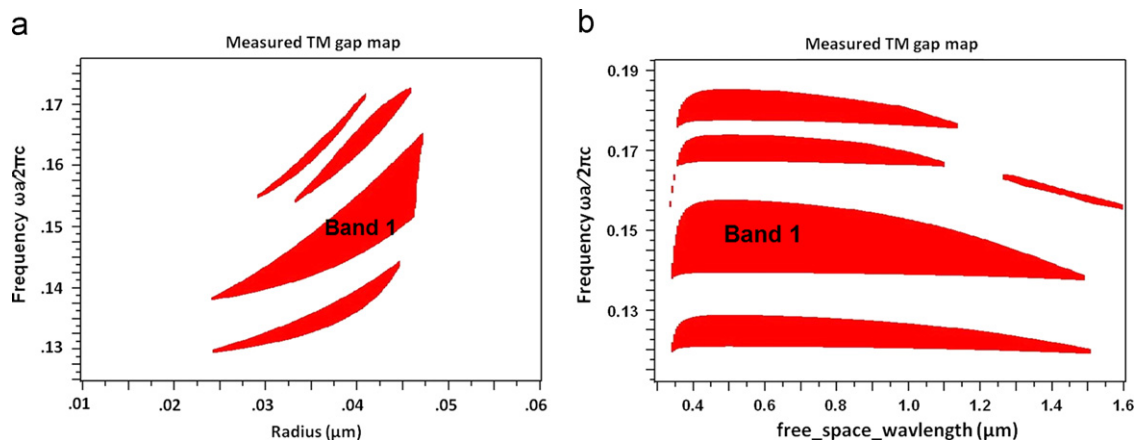 a
Measured TM gap map
Frequency ωa/2πc
.17
.16
.15
.14
.13
Band 1
.01
.02
.03
.04
.05
.06
Radius (µm)
b
Measured TM gap map
Frequency ωa/2πc
0.19
0.17
0.15
0.13
Band 1
0.4
0.6
0.8
1.0
1.2
1.4
1.6
free_space_wavlength (µm)